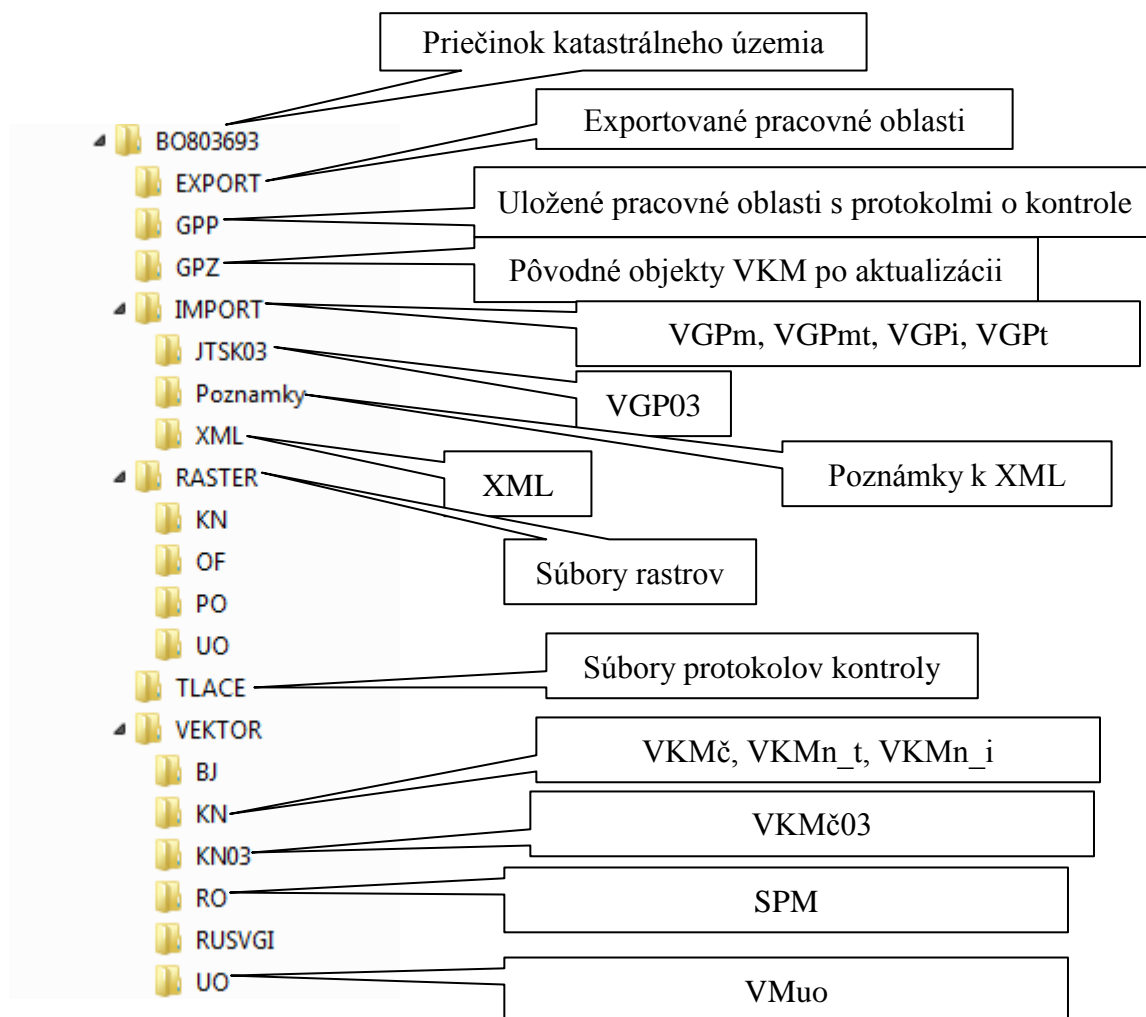 Priečinok katastrálneho územia
Exportované pracovné oblasti
BO803693
EXPORT
Uložené pracovné oblasti s protokolmi o kontrole
GPP
GPZ
Pôvodné objekty VKM po aktualizácii
IMPORT
VGPm, VGPmt, VGPi, VGPt
JTSK03
VGP03
Poznamky
XML
Poznámky k XML
RASTER
XML
KN
OF
Súbory rastrov
PO
UO
Súbory protokolov kontroly
TLACE
VEKTOR
VKMč, VKMn_t, VKMn_i
BJ
KN
VKMč03
KN03
RO
SPM
RUSVGI
UO
VMuo